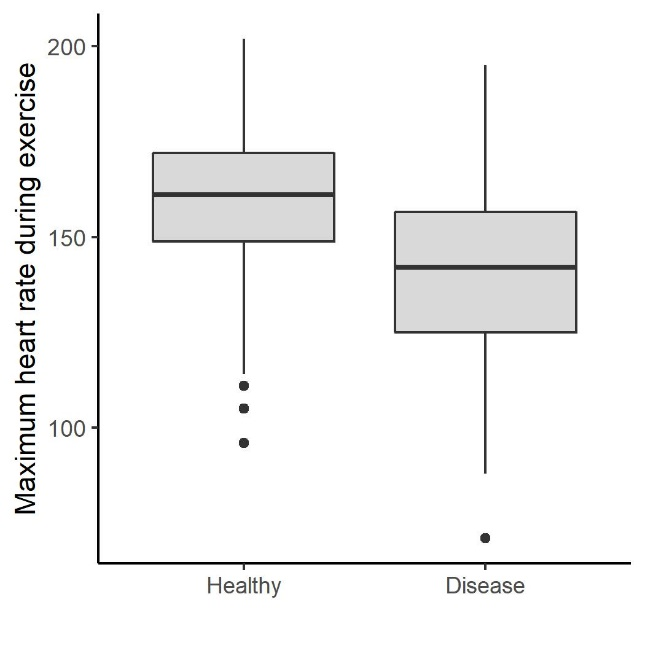 Maximum heart rate during exercise
200
150
100
Healthy
Disease